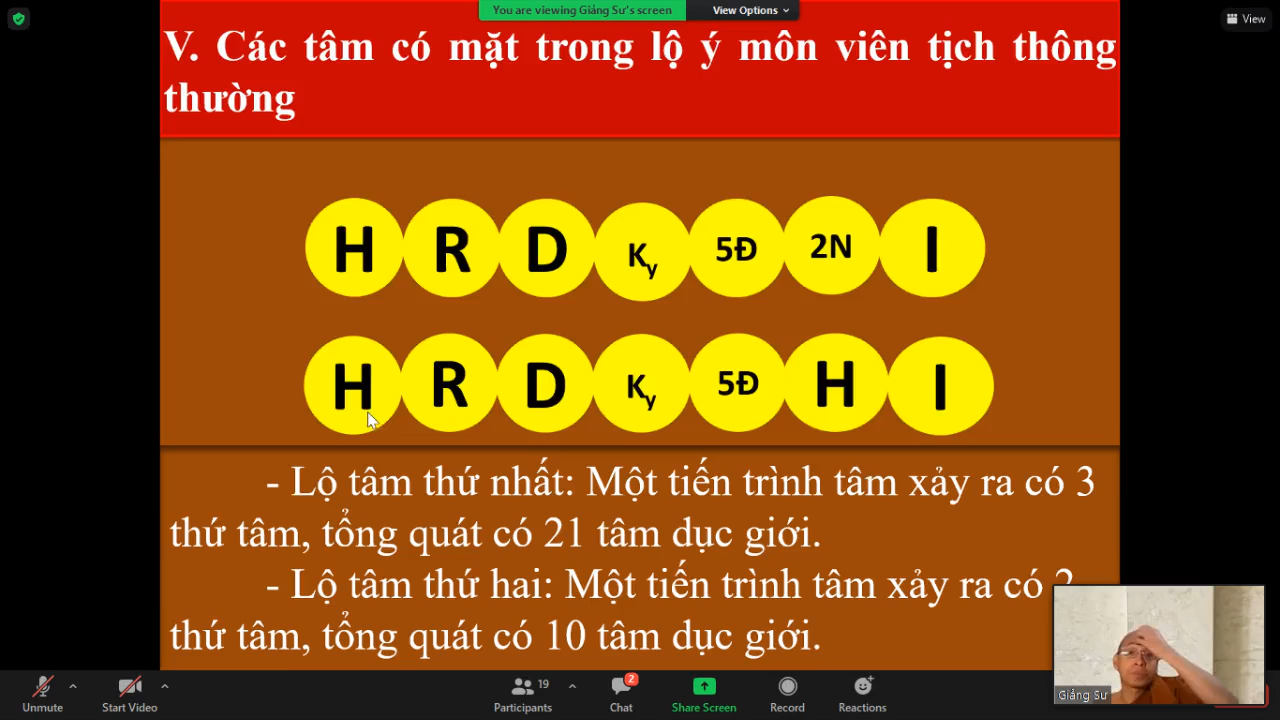 You are viewing Giảng Sư's screen
View Options
View
V. Các tâm có mặt trong lộ ý môn viên tịch thông
thường
H R D Ky 5Đ 2N I
H R D Ky 5Đ H I
- Lộ tâm thứ nhất: Một tiến trình tâm xảy ra có 3
thứ tâm, tổng quát có 21 tâm dục giới.
- Lộ tâm thứ hai: Một tiến trình tâm xảy ra có
thứ tâm, tổng quát có 10 tâm dục giới.
Giảng Sư
19
2
Unmute
Start Video
Participants
Chat
Share Screen
Record
Reactions